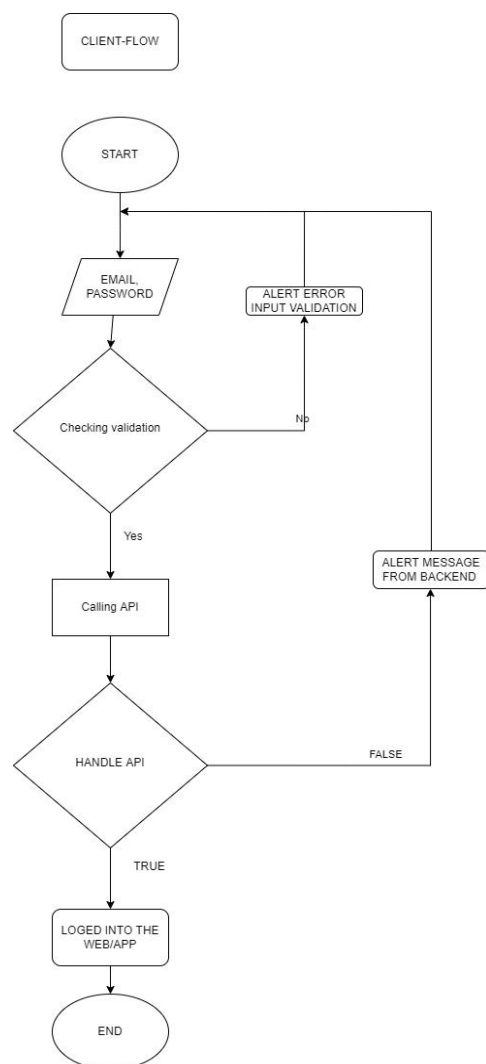 CLIENT-FLOW
START
EMAIL,
PASSWORD
ALERT ERROR
INPUT VALIDATION
Checking validation
No
Yes
ALERT MESSAGE
FROM BACKEND
Calling API
HANDLE API
FALSE
TRUE
LOGED INTO THE
WEB/APP
END